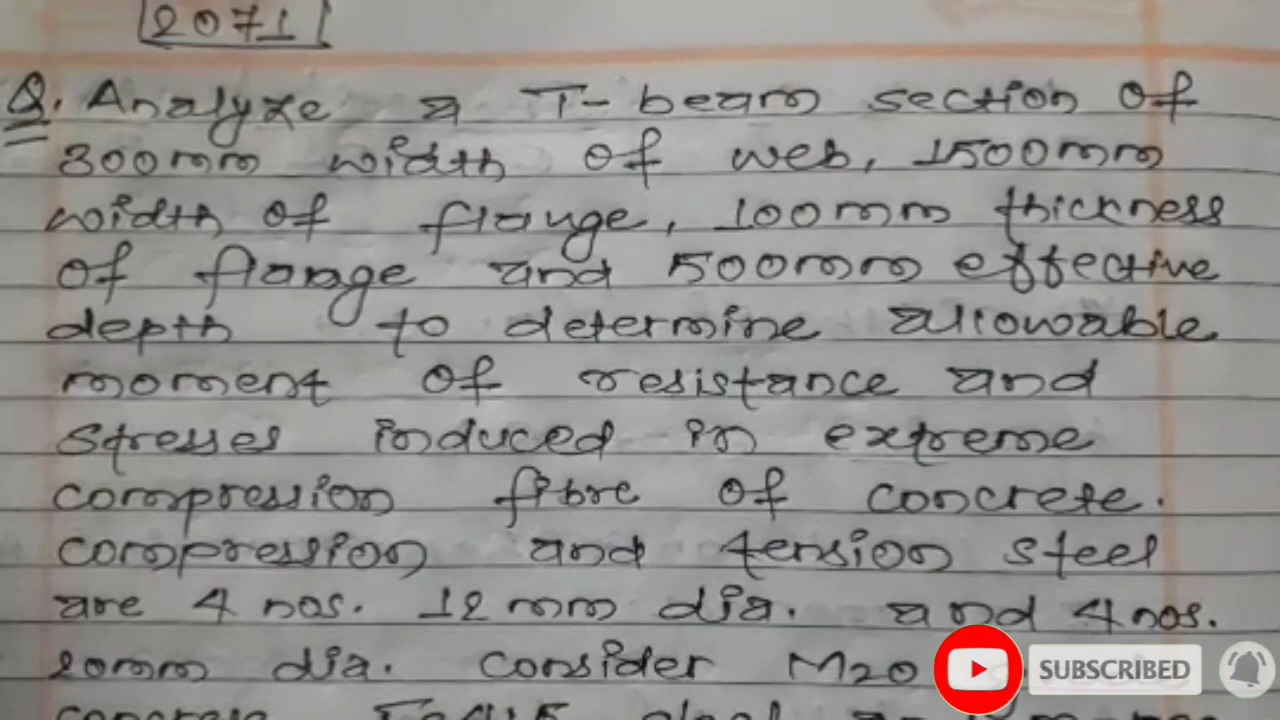 2071
Q. Analyze a T-beam section of
300mm width of web, 1500mm
width of flange, 100mm thickness
of flange and 500mm effective
depth to determine allowable
moment of resistance and
stresses induced in extreme
compression fibre of concrete.
compression and tension steel
are 4 nos. 12mm dia. and 4 nos.
20mm dia. consider M20
SUBSCRIBED
concrete